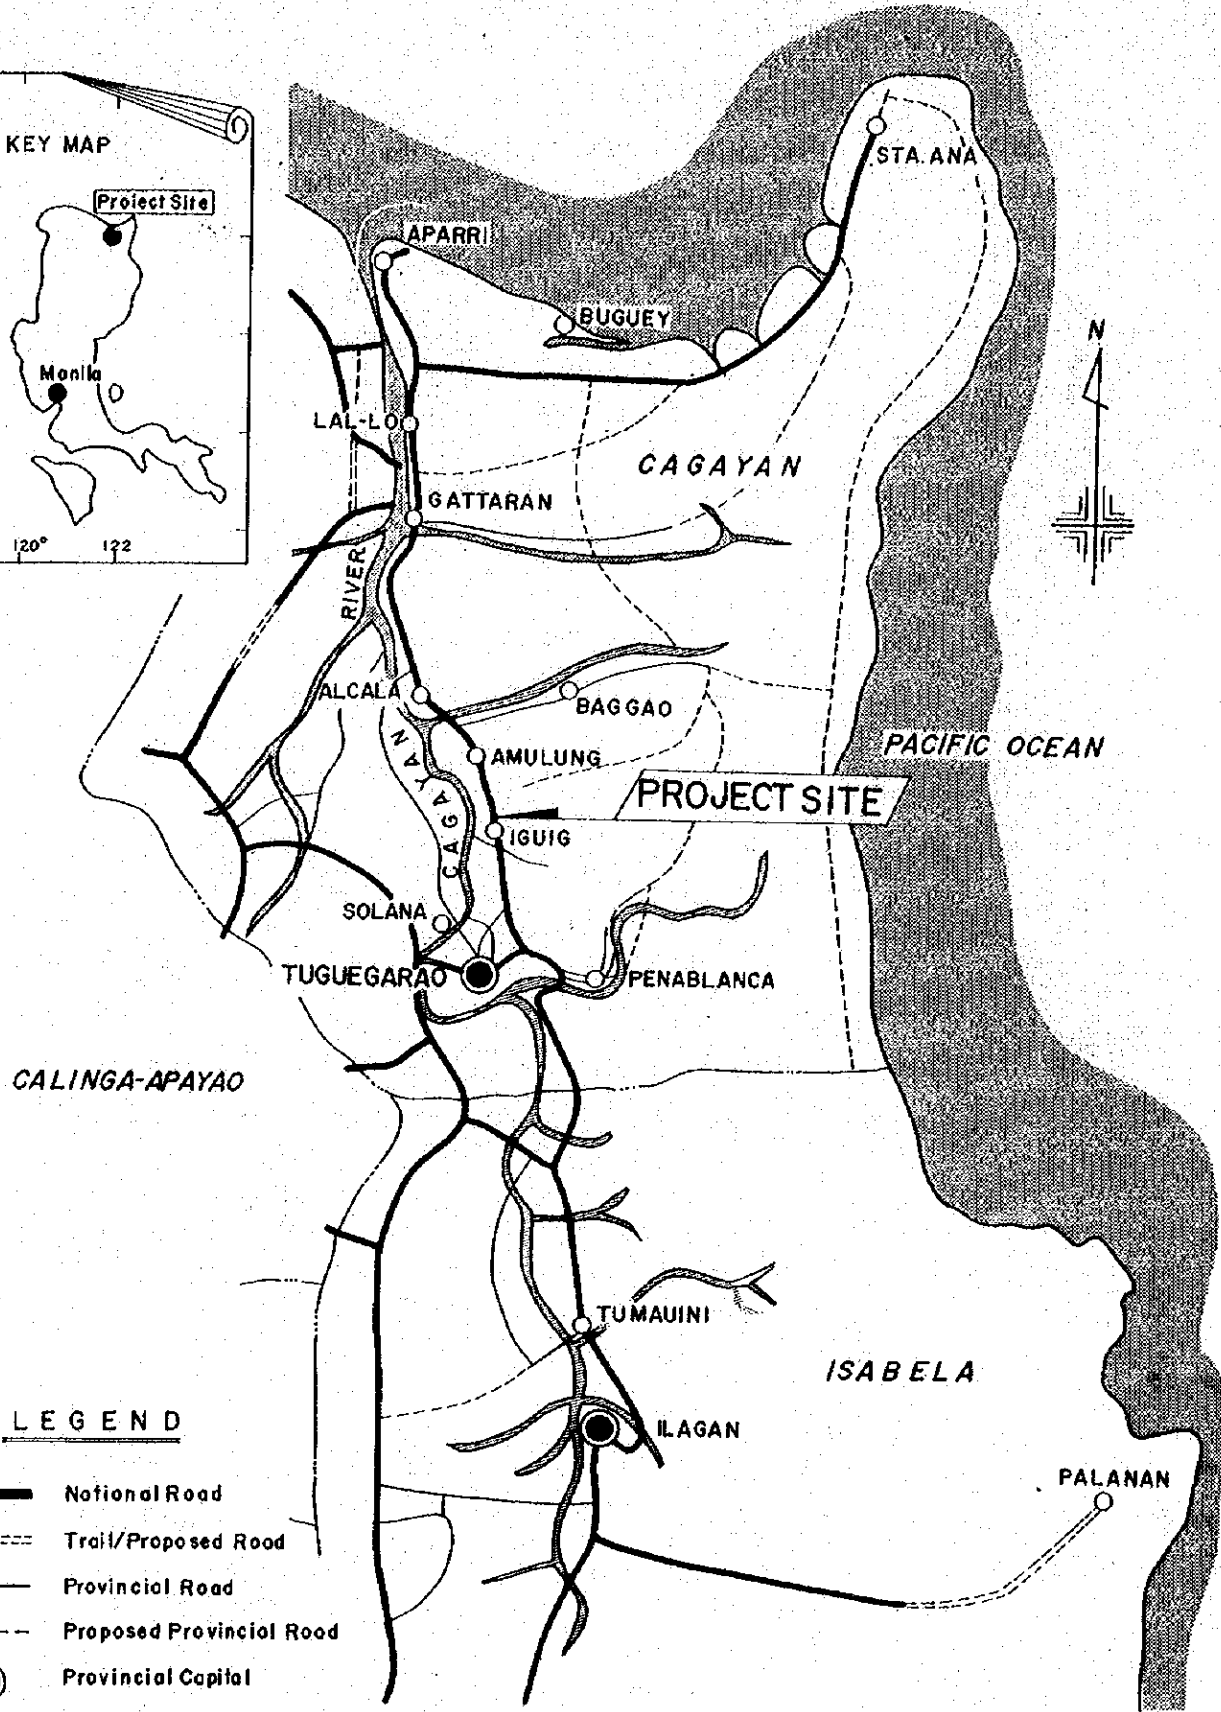 KEY MAP
Project Site
Manila
120°
122
STA. ANA
APARRI
BUGUEY
N
LAL-LO
CAGAYAN
GATTARAN
RIVER
ALCALA
BAGGAO
CAGAYAN
AMULUNG
PACIFIC OCEAN
PROJECT SITE
IGUIG
SOLANA
TUGUEGARAO
PENABLANCA
CALINGA-APAYAO
TUMAUINI
ISABELA
ILAGAN
PALANAN
LEGEND
National Road
Trail/Proposed Road
Provincial Road
Proposed Provincial Road
Provincial Capital